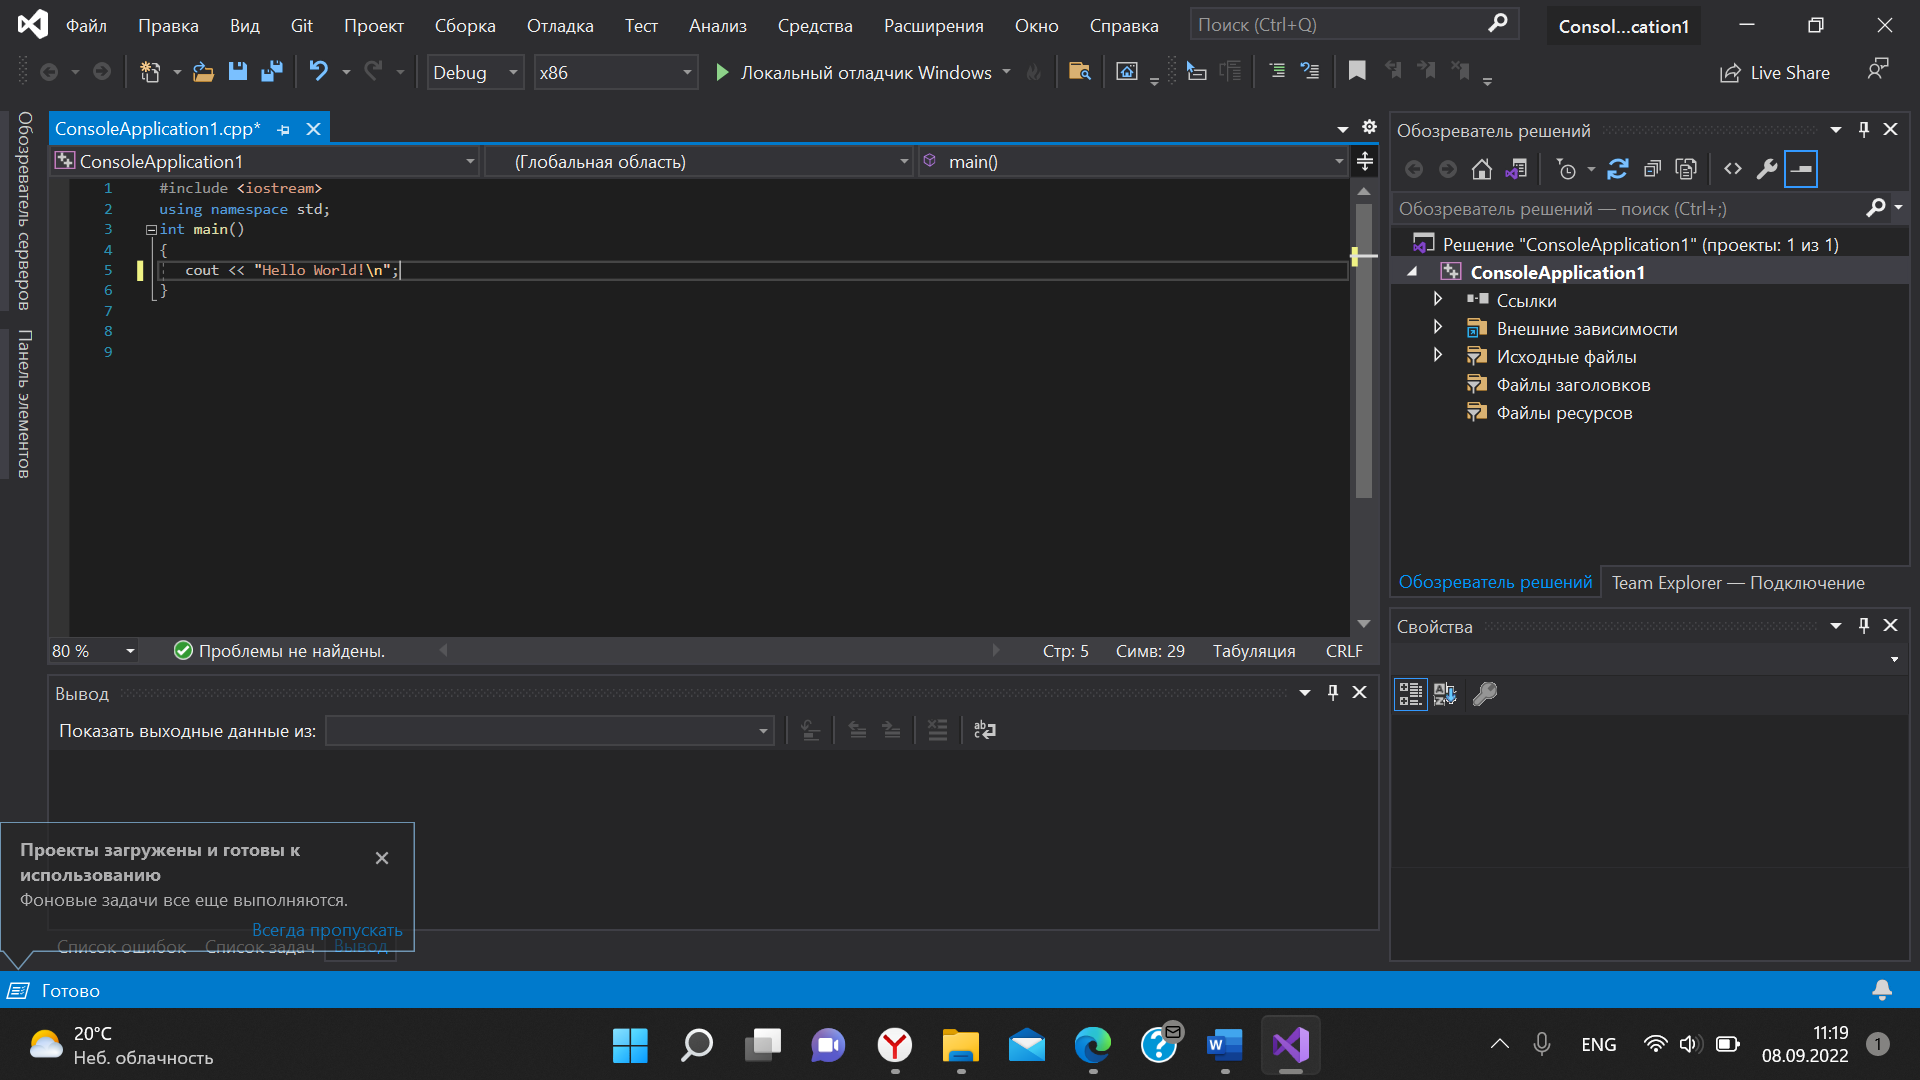 Файл Правка Вид Git Проект Сборка Отладка Тест Анализ Средства Расширения Окно Справка Поиск (Ctrl+Q) Consol...cation1
Debug x86 Локальный отладчик Windows Live Share
Обозреватель серверов
Панель элементов
ConsoleApplication1.cpp*
ConsoleApplication1 (Глобальная область) main()
1 #include <iostream>
2 using namespace std;
3 int main()
4 {
5 cout << "Hello World!\n";
6 }
7
8
9
80 % Проблемы не найдены. Стр: 5 Симв: 29 Табуляция CRLF
Вывод
Показать выходные данные из:
Проекты загружены и готовы к
использованию
Фоновые задачи все еще выполняются.
Всегда пропускать
Список ошибок Список задач Вывод
Обозреватель решений
Обозреватель решений — поиск (Ctrl+;)
Решение "ConsoleApplication1" (проекты: 1 из 1)
ConsoleApplication1
Ссылки
Внешние зависимости
Исходные файлы
Файлы заголовков
Файлы ресурсов
Обозреватель решений Team Explorer — Подключение
Свойства
Готово
20°C
Неб. облачность
ENG
11:19
08.09.2022
1